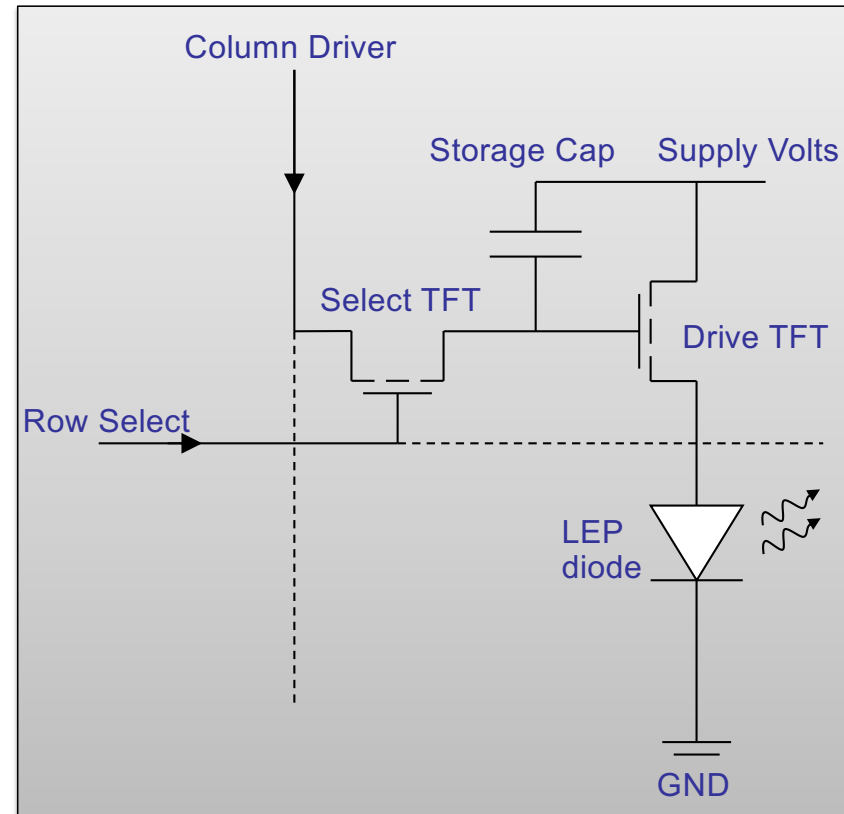 Column Driver
Storage Cap
Supply Volts
Select TFT
Drive TFT
Row Select
LEP
diode
GND